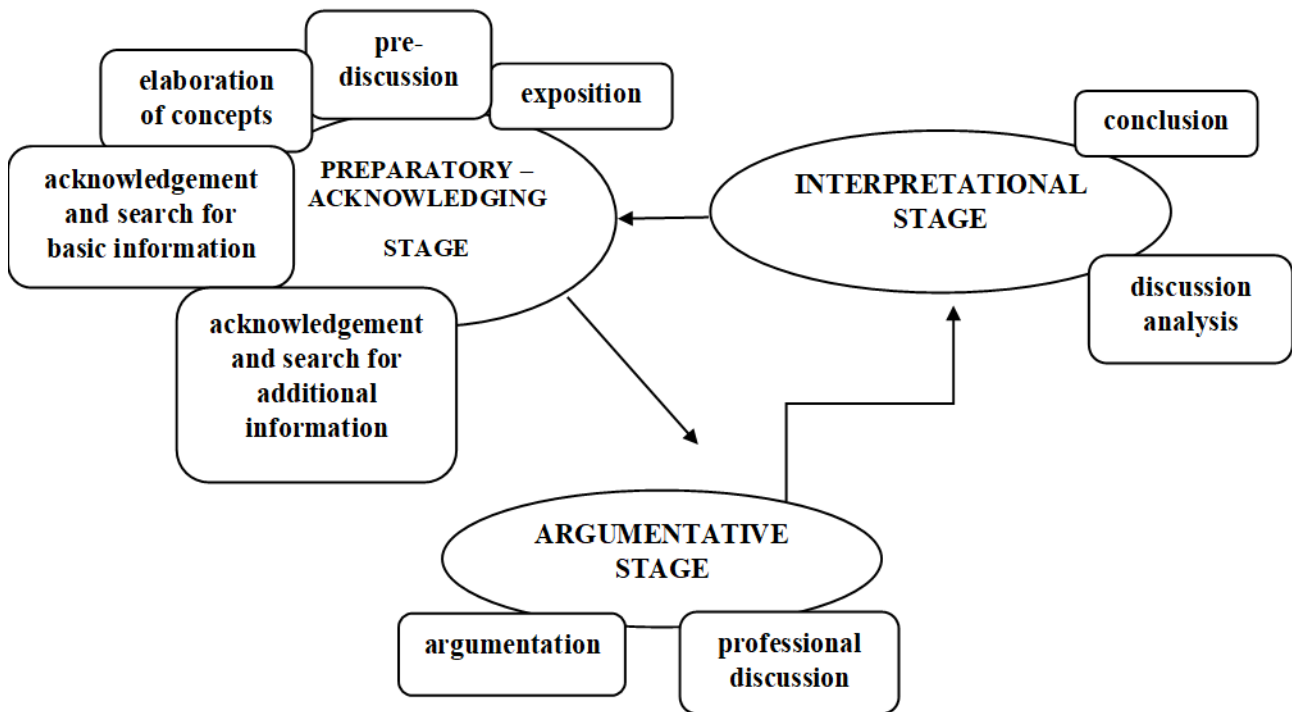 pre-
discussion
elaboration
of concepts
exposition
acknowledgement
and search for
basic information
PREPARATORY –
ACKNOWLEDGING
STAGE
acknowledgement
and search for
additional
information
conclusion
INTERPRETATIONAL
STAGE
discussion
analysis
ARGUMENTATIVE
STAGE
argumentation
professional
discussion